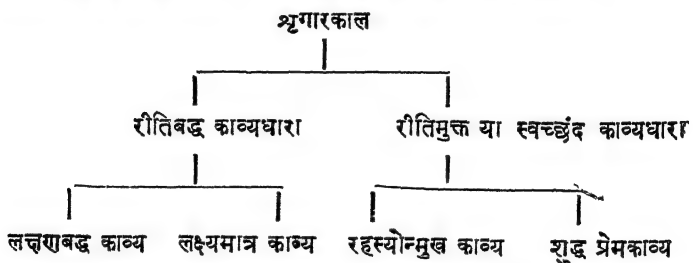 श्रृगारकाल
रीतिबद्ध काव्यधारा रीतिमुक्त या स्वच्छंद काव्यधारा
लक्षणबद्ध काव्य लक्ष्यमात्र काव्य रहस्योन्मुख काव्य शुद्ध प्रेमकाव्य